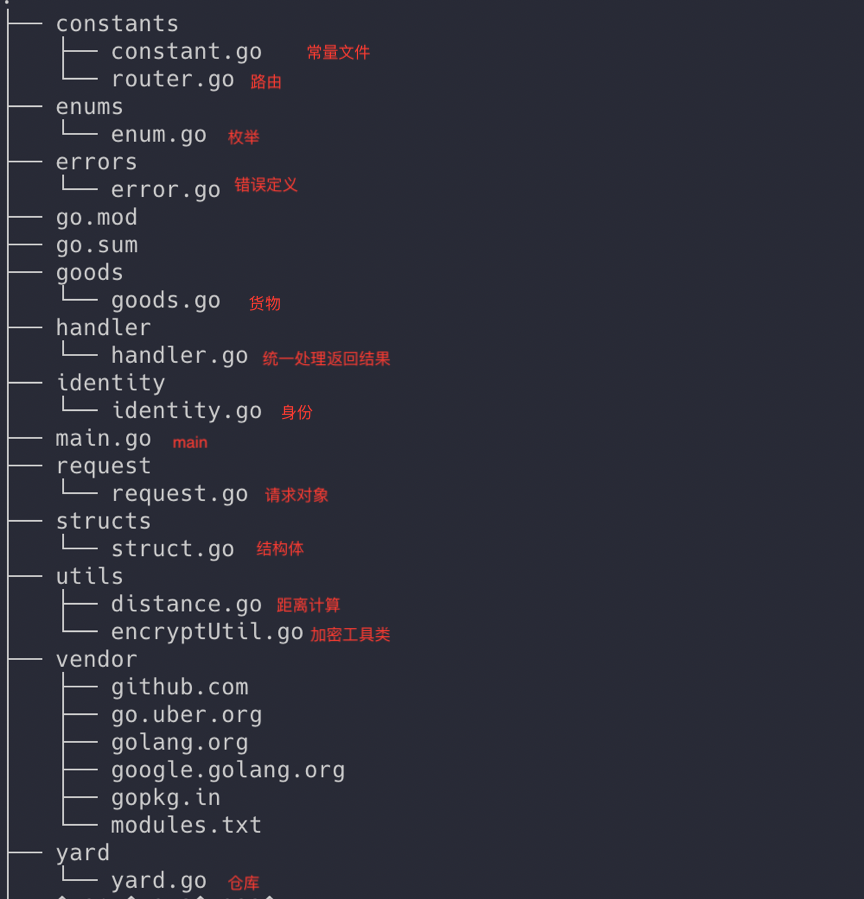 .
constants
constant.go 常量文件
router.go 路由
enums
enum.go 枚举
errors
error.go 错误定义
go.mod
go.sum
goods
goods.go 货物
handler
handler.go 统一处理返回结果
identity
identity.go 身份
main.go main
request
request.go 请求对象
structs
struct.go 结构体
utils
distance.go 距离计算
encryptUtil.go 加密工具类
vendor
github.com
go.uber.org
golang.org
google.golang.org
gopkg.in
modules.txt
yard
yard.go 仓库